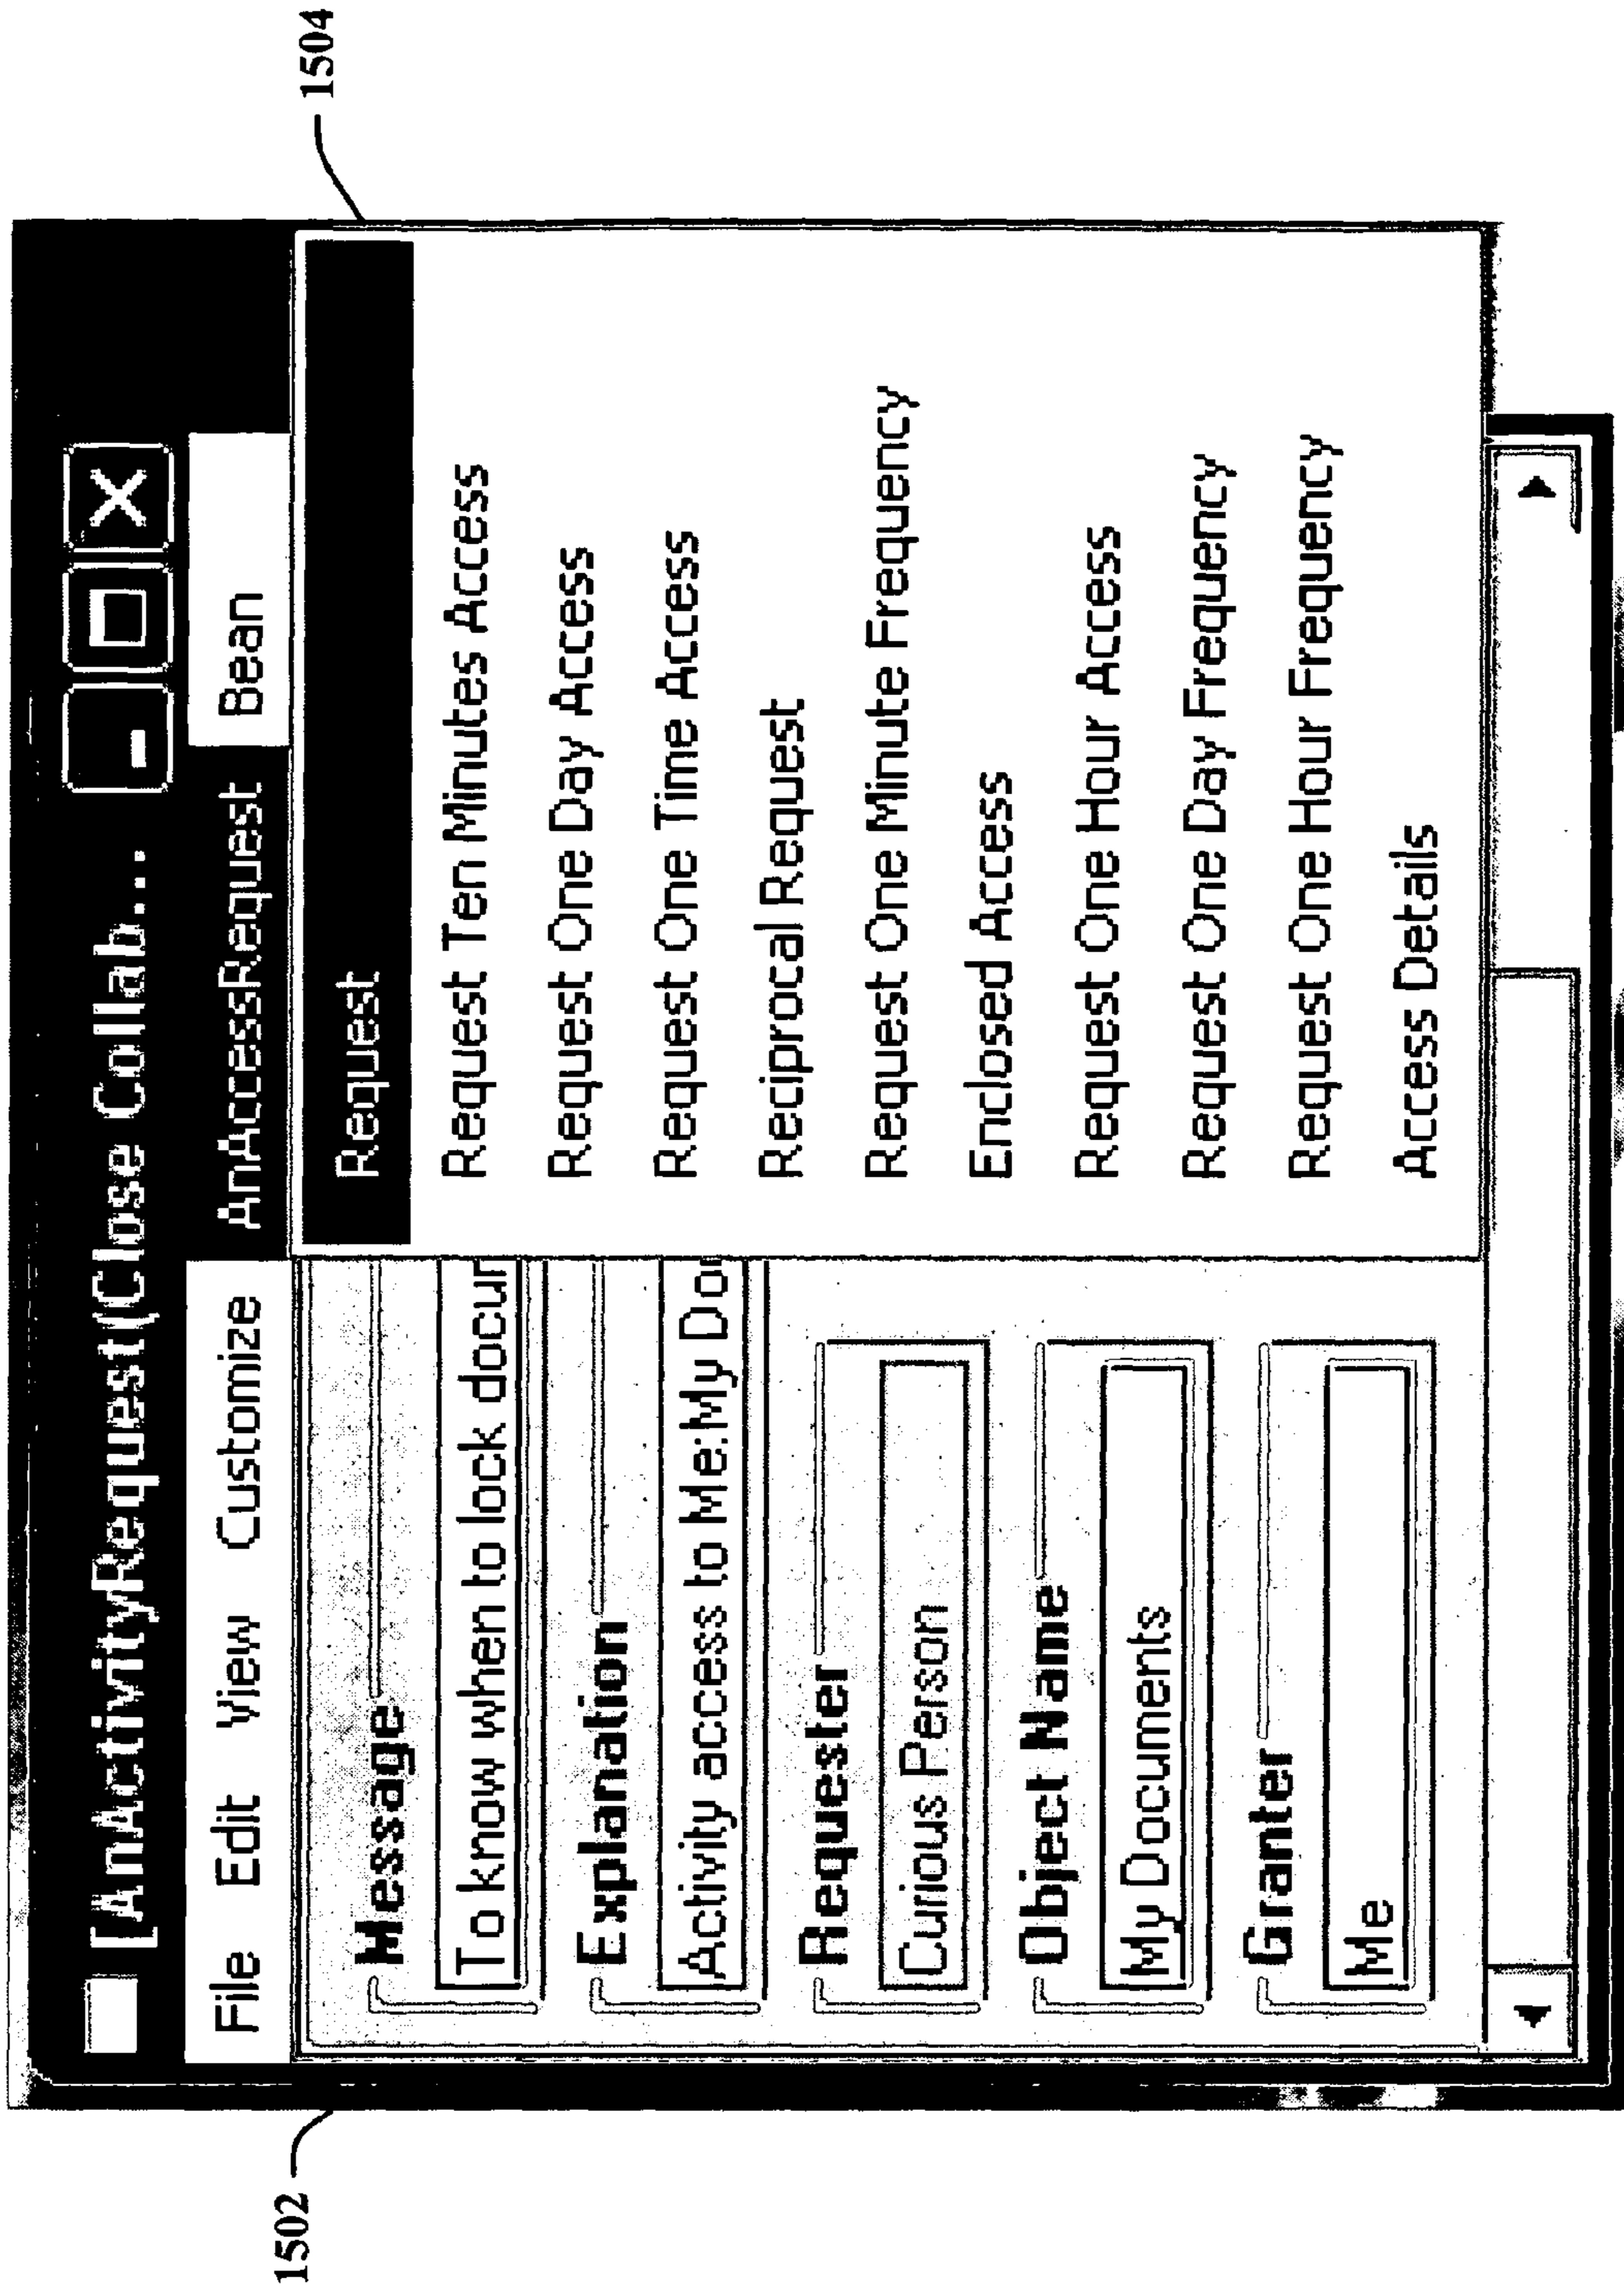 [AnActivityRequest(Close Collab...
File Edit View Customize AnAccessRequest Bean
Message
To know when to lock docur
Explanation
Activity access to Me:My Do
Requester
Curious Person
Object Name
My Documents
Granter
Me
Request
Request Ten Minutes Access
Request One Day Access
Request One Time Access
Reciprocal Request
Request One Minute Frequency
Enclosed Access
Request One Hour Access
Request One Day Frequency
Request One Hour Frequency
Access Details
1502
1504